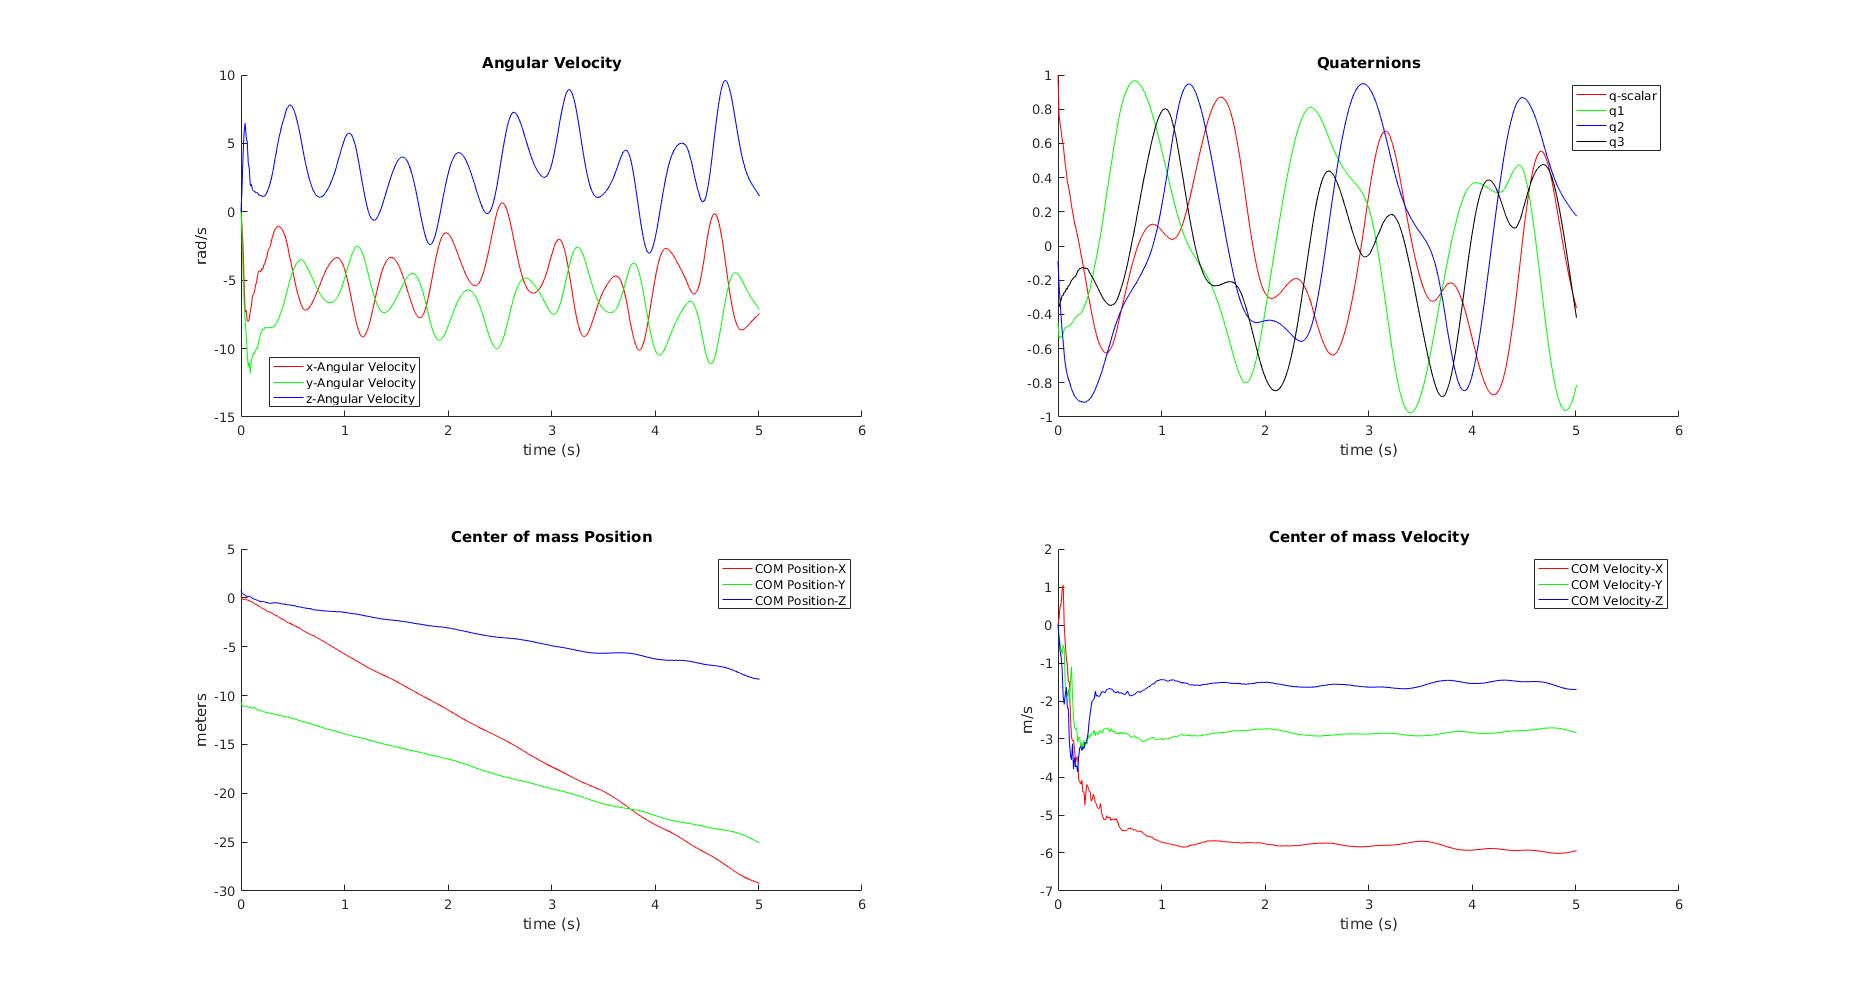 Angular Velocity
10
5
0
-5
-10
-15
rad/s
x-Angular Velocity
y-Angular Velocity
z-Angular Velocity
0 1 2 3 4 5 6
time (s)
Quaternions
1
0.8
0.6
0.4
0.2
0
-0.2
-0.4
-0.6
-0.8
-1
q-scalar
q1
q2
q3
0 1 2 3 4 5 6
time (s)
Center of mass Position
5
0
-5
-10
-15
-20
-25
-30
meters
COM Position-X
COM Position-Y
COM Position-Z
0 1 2 3 4 5 6
time (s)
Center of mass Velocity
2
1
0
-1
-2
-3
-4
-5
-6
-7
m/s
COM Velocity-X
COM Velocity-Y
COM Velocity-Z
0 1 2 3 4 5 6
time (s)